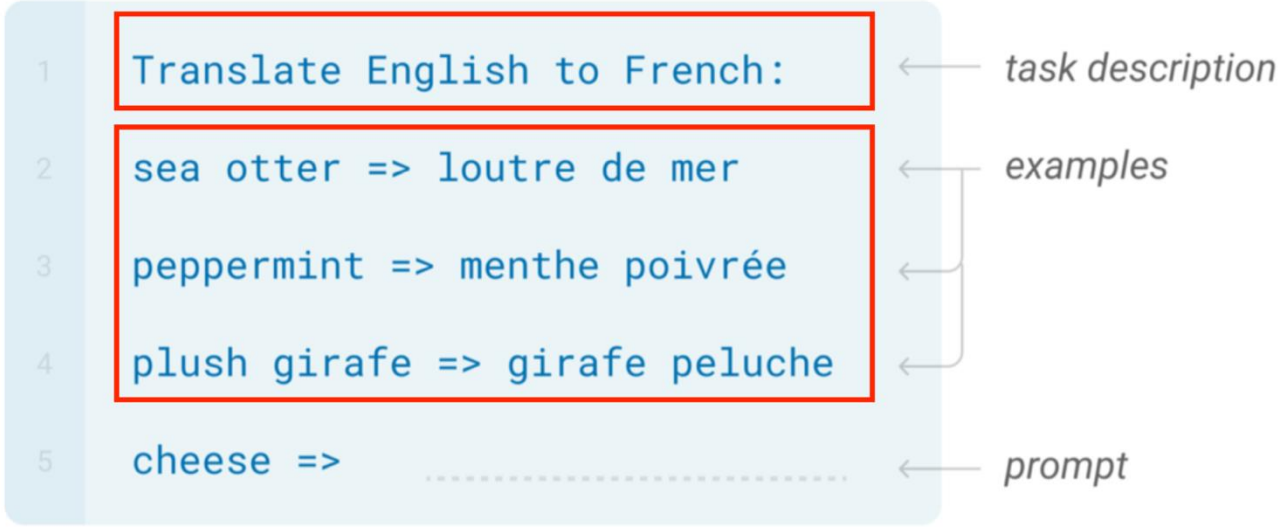 1 Translate English to French: task description
2 sea otter => loutre de mer examples
3 peppermint => menthe poivrée
4 plush girafe => girafe peluche
5 cheese => prompt